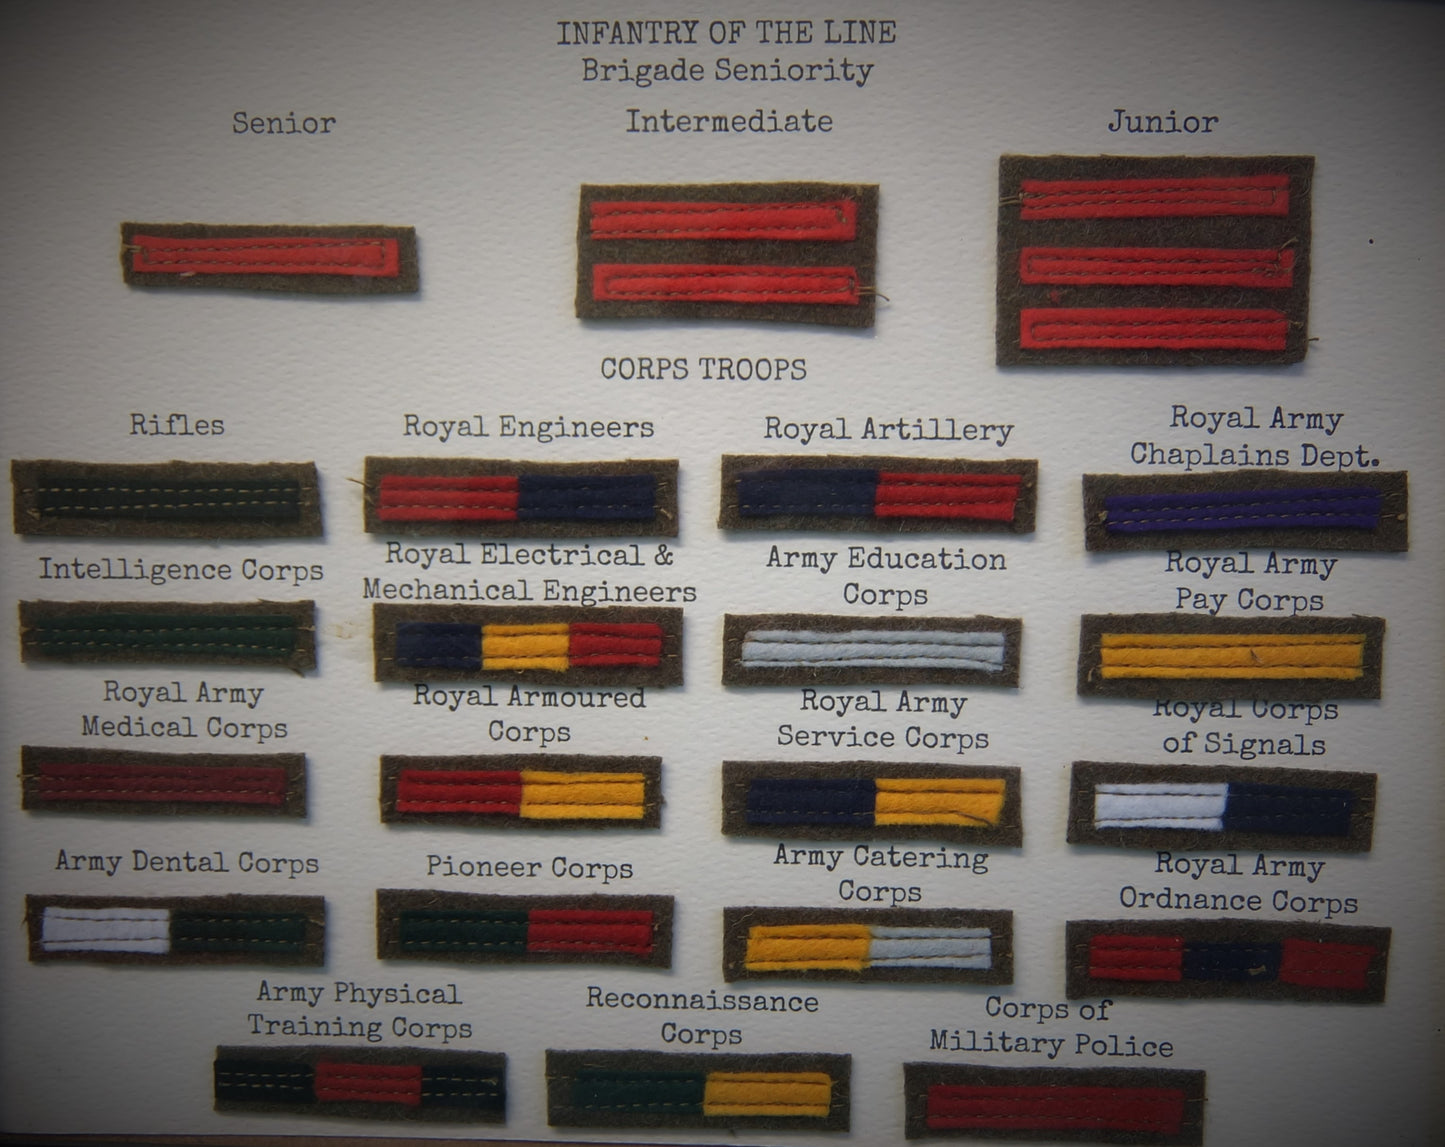 INFANTRY OF THE LINE
Brigade Seniority
Senior
Intermediate
Junior
CORPS TROOPS
Rifles
Royal Engineers
Royal Artillery
Royal Army
Chaplains Dept.
Intelligence Corps
Royal Electrical &
Mechanical Engineers
Army Education
Corps
Royal Army
Pay Corps
Royal Army
Medical Corps
Royal Armoured
Corps
Royal Army
Service Corps
Royal Corps
of Signals
Army Dental Corps
Pioneer Corps
Army Catering
Corps
Royal Army
Ordnance Corps
Army Physical
Training Corps
Reconnaissance
Corps
Corps of
Military Police